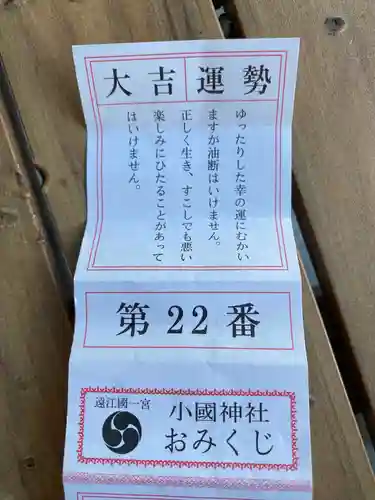 大吉 運勢
ゆったりした幸の運にむかい
ますが油断はいけません。
正しく生き、すこしでも悪い
楽しみにひたることがあって
はいけません。
第22番
遠江國一宮
小國神社
おみくじ